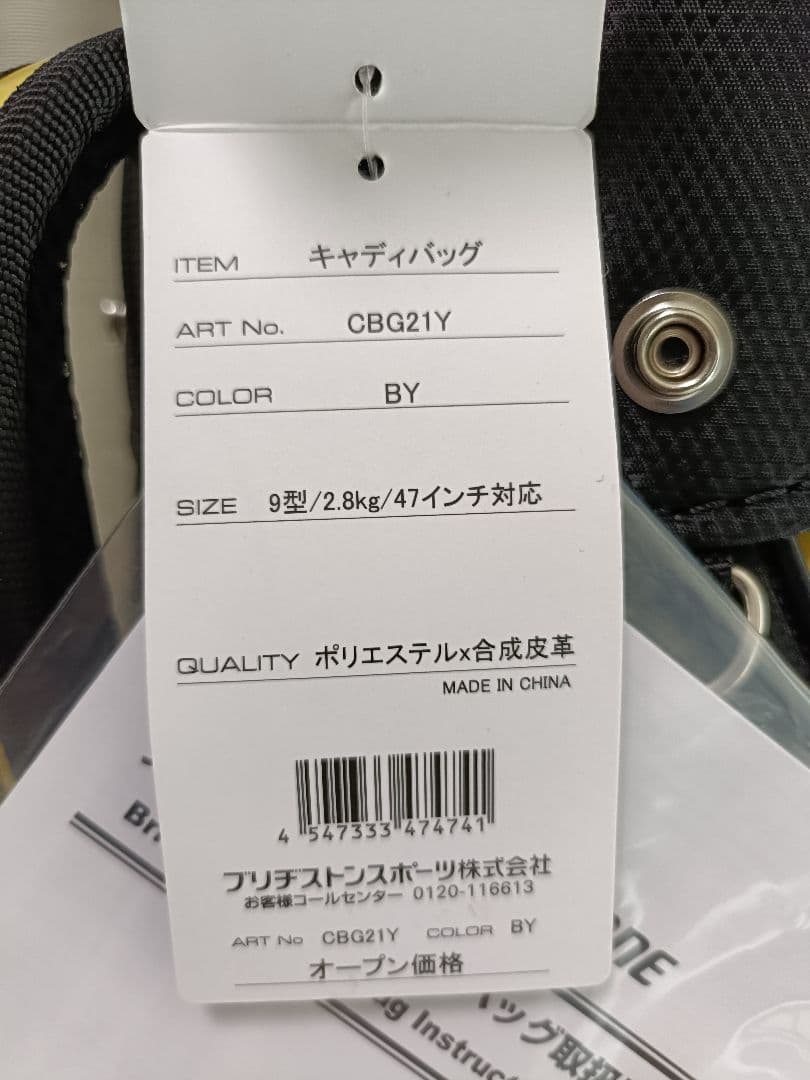 ITEM キャディバッグ
ART No. CBG21Y
COLOR BY
SIZE 9型/2.8kg/47インチ対応
QUALITY ポリエステルx合成皮革
MADE IN CHINA
4 547333 474741
ブリヂストンスポーツ株式会社
お客様コールセンター 0120-116613
ART No CBG21Y COLOR BY
オープン価格